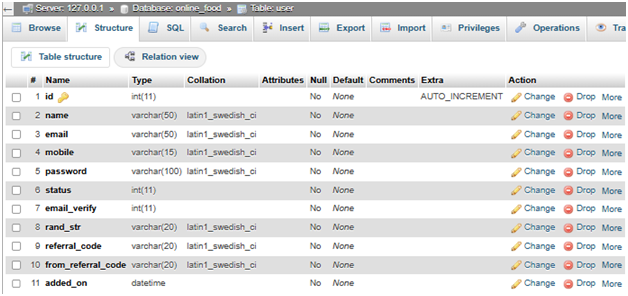 Server: 127.0.0.1 » Database: online_food » Table: user
Browse Structure SQL Search Insert Export Import Privileges Operations Tra
Table structure Relation view
# Name Type Collation Attributes Null Default Comments Extra Action
1 id int(11) No None AUTO_INCREMENT Change Drop More
2 name varchar(50) latin1_swedish_ci No None Change Drop More
3 email varchar(50) latin1_swedish_ci No None Change Drop More
4 mobile varchar(15) latin1_swedish_ci No None Change Drop More
5 password varchar(100) latin1_swedish_ci No None Change Drop More
6 status int(11) No None Change Drop More
7 email_verify int(11) No None Change Drop More
8 rand_str varchar(20) latin1_swedish_ci No None Change Drop More
9 referral_code varchar(20) latin1_swedish_ci No None Change Drop More
10 from_referral_code varchar(20) latin1_swedish_ci No None Change Drop More
11 added_on datetime No None Change Drop More